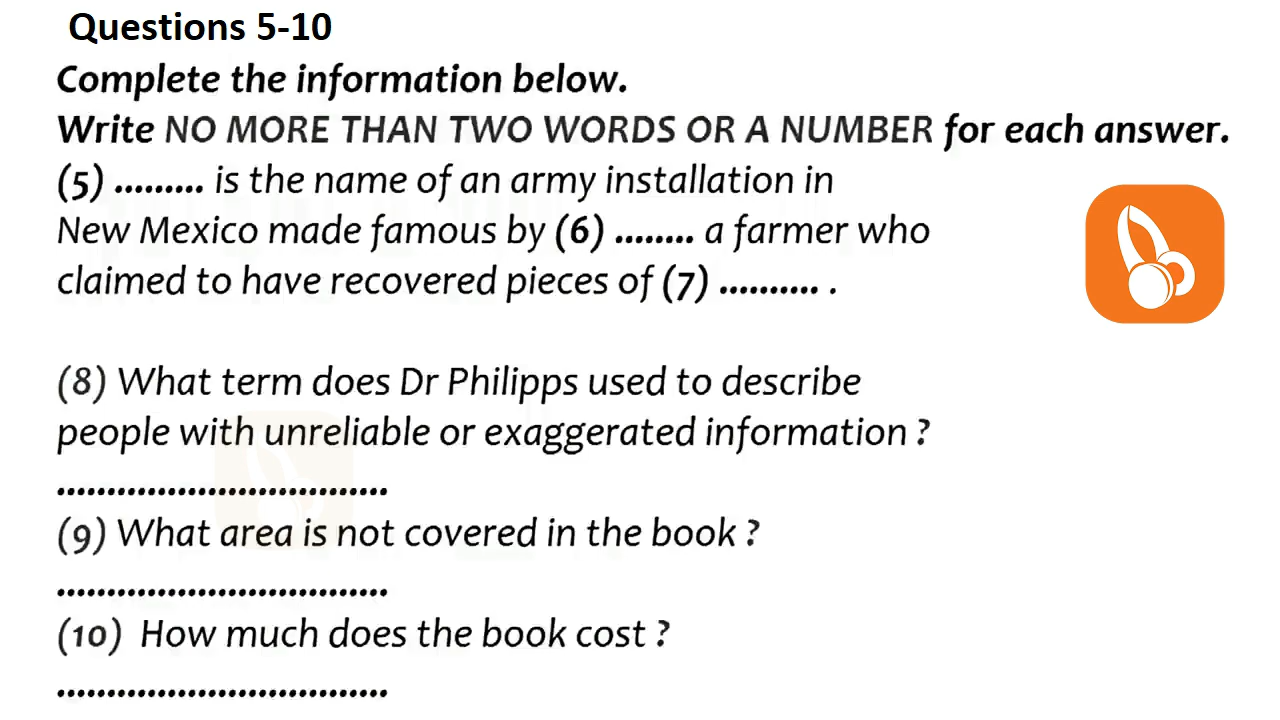 Questions 5-10
Complete the information below.
Write NO MORE THAN TWO WORDS OR A NUMBER for each answer.
(5) ......... is the name of an army installation in
New Mexico made famous by (6) ........ a farmer who
claimed to have recovered pieces of (7) .......... .
(8) What term does Dr Philipps used to describe
people with unreliable or exaggerated information ?
.................................
(9) What area is not covered in the book ?
.................................
(10) How much does the book cost ?
.................................